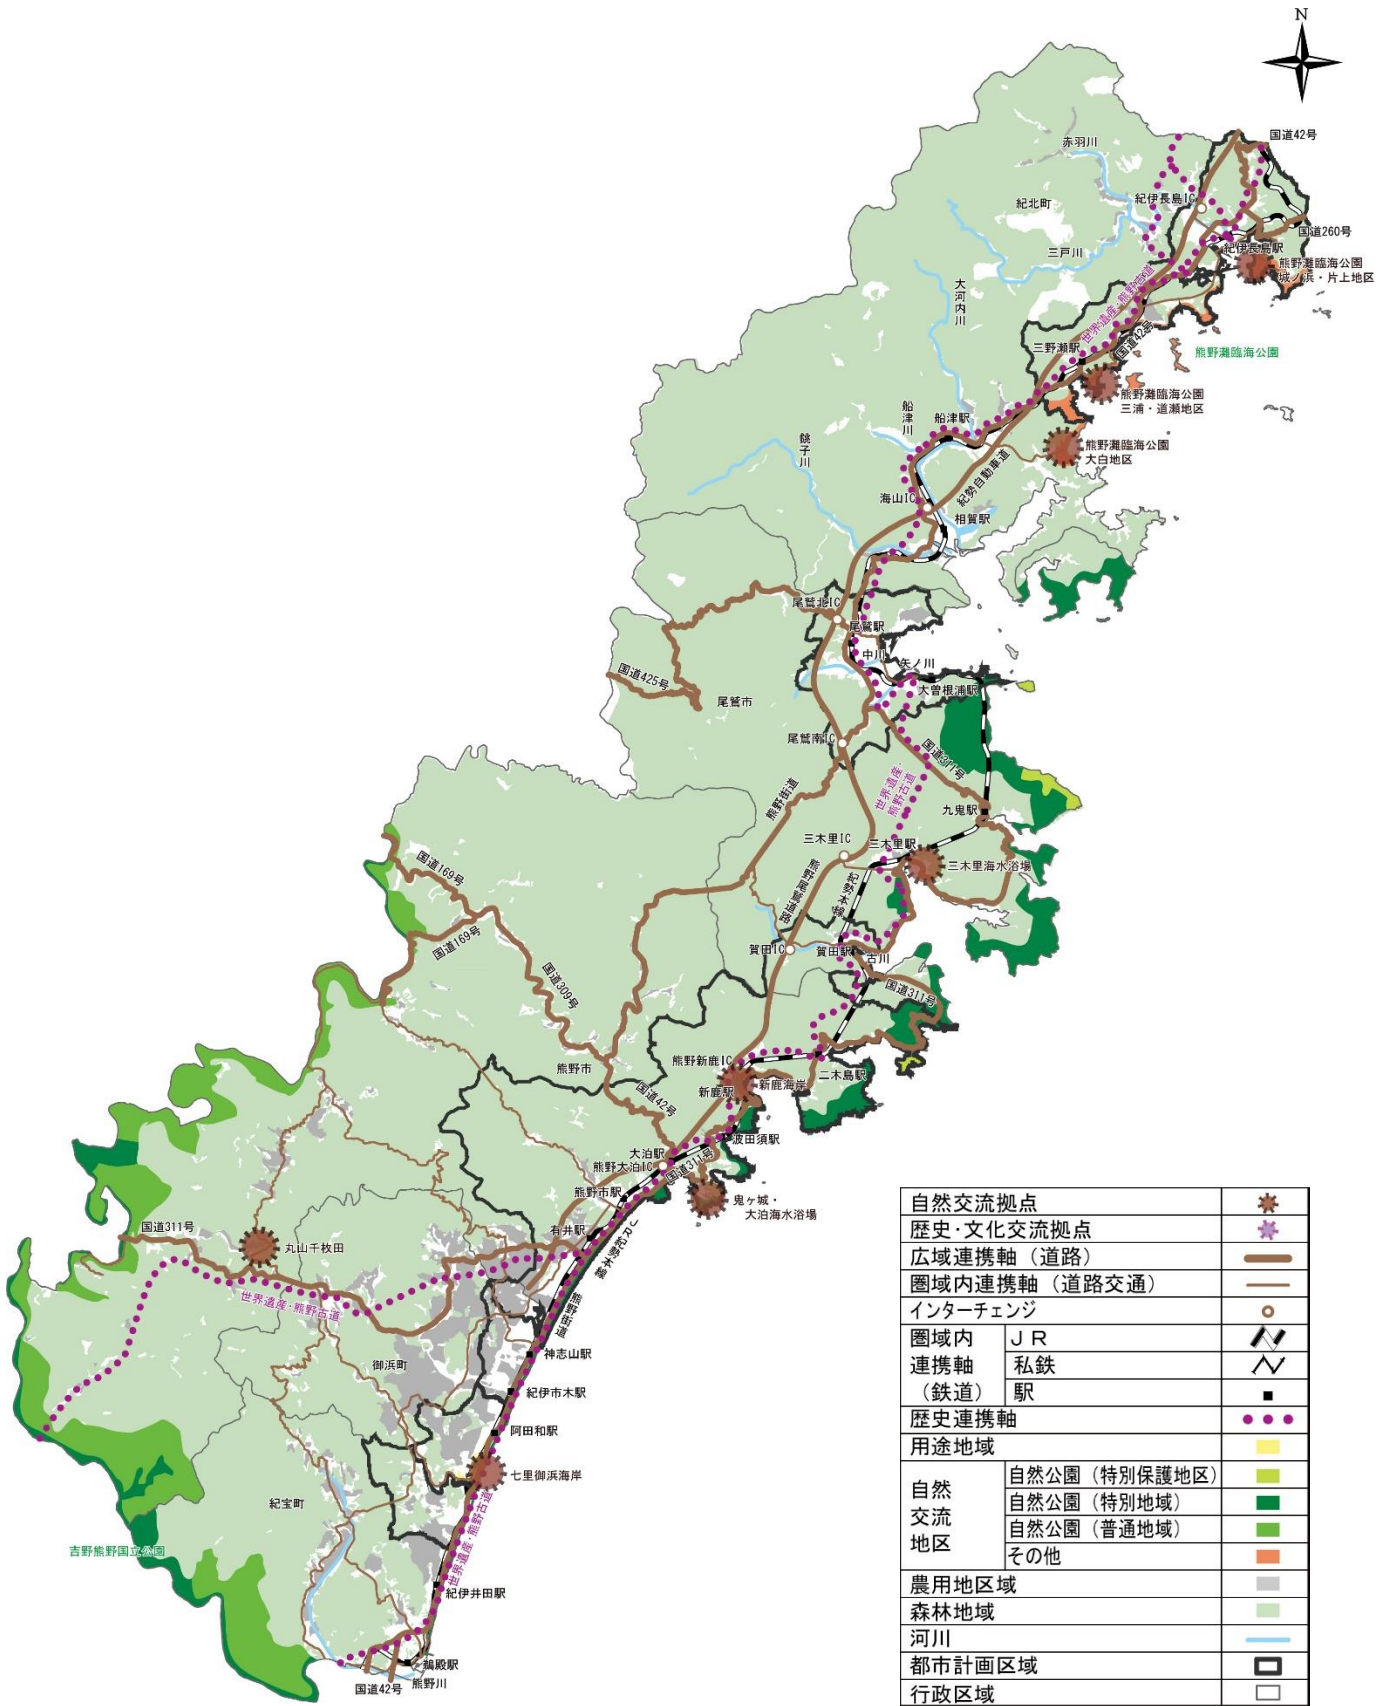 N
国道42号
赤羽川
紀伊長島IC
紀北町
国道260号
紀伊長島駅
三戸川
熊野灘臨海公園
城ノ浜・片上地区
大河内川
世界遺産・熊野古道
国道42号
三野瀬駅
熊野灘臨海公園
熊野灘臨海公園
三浦・道瀬地区
船津川
船津駅
銚子川
熊野灘臨海公園
大白地区
紀勢自動車道
海山IC
相賀駅
尾鷲北IC
尾鷲駅
中川
矢ノ川
国道425号
大曽根浦駅
尾鷲市
尾鷲南IC
国道311号
世界遺産・
熊野古道
熊野街道
九鬼駅
三木里IC
三木里駅
国道169号
三木里海水浴場
熊野尾鷲道路
紀勢本線
国道169号
賀田IC
賀田駅
古川
国道309号
国道311号
熊野新鹿IC
熊野市
二木島駅
新鹿駅
新鹿海岸
国道42号
波田須駅
大泊駅
熊野大泊IC
国道311号
熊野市駅
鬼ヶ城・
大泊海水浴場
国道311号
有井駅
JR紀勢本線
丸山千枚田
世界遺産・熊野古道
熊野街道
神志山駅
御浜町
紀伊市木駅
阿田和駅
七里御浜海岸
紀宝町
世界遺産・熊野古道
吉野熊野国立公園
紀伊井田駅
鵜殿駅
熊野川
国道42号
自然交流拠点
歴史・文化交流拠点
広域連携軸（道路）
圏域内連携軸（道路交通）
インターチェンジ
圏域内
連携軸
（鉄道）
ＪＲ
私鉄
駅
歴史連携軸
用途地域
自然
交流
地区
自然公園（特別保護地区）
自然公園（特別地域）
自然公園（普通地域）
その他
農用地区域
森林地域
河川
都市計画区域
行政区域